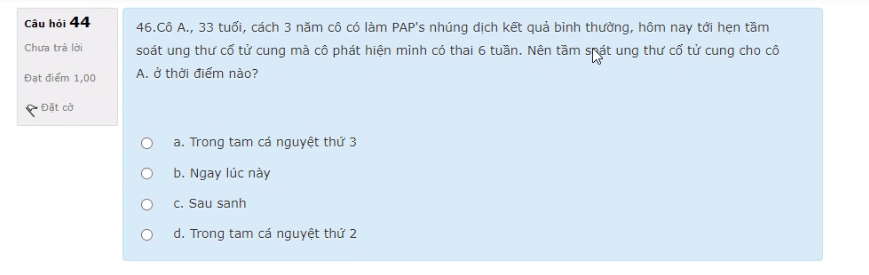 Câu hỏi 44
Chưa trả lời
Đạt điểm 1,00
Đặt cờ
46.Cô A., 33 tuổi, cách 3 năm cô có làm PAP's nhúng dịch kết quả bình thường, hôm nay tới hẹn tầm
soát ung thư cổ tử cung mà cô phát hiện mình có thai 6 tuần. Nên tầm soát ung thư cổ tử cung cho cô
A. ở thời điểm nào?
a. Trong tam cá nguyệt thứ 3
b. Ngay lúc này
c. Sau sanh
d. Trong tam cá nguyệt thứ 2